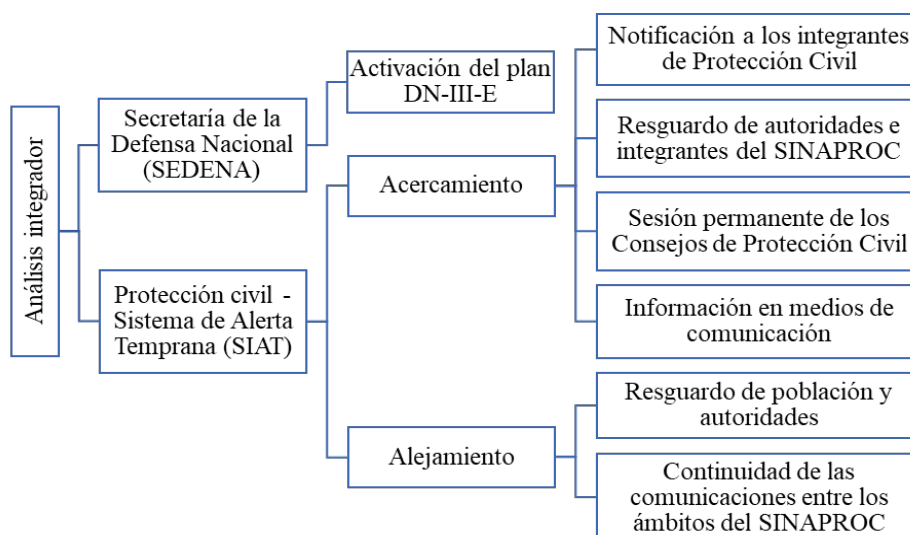 Análisis integrador
Secretaría de la
Defensa Nacional
(SEDENA)
Activación del plan
DN-III-E
Protección civil -
Sistema de Alerta
Temprana (SIAT)
Acercamiento
Notificación a los integrantes
de Protección Civil
Resguardo de autoridades e
integrantes del SINAPROC
Sesión permanente de los
Consejos de Protección Civil
Información en medios de
comunicación
Alejamiento
Resguardo de población y
autoridades
Continuidad de las
comunicaciones entre los
ámbitos del SINAPROC